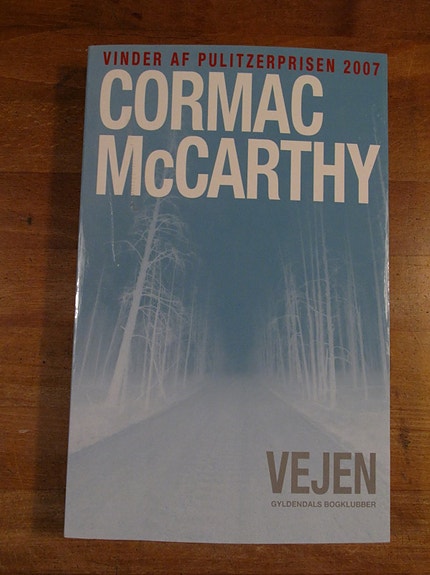 VINDER AF PULITZERPRISEN 2007
CORMAC
McCARTHY
VEJEN
GYLDENDALS BOGKLUBBER